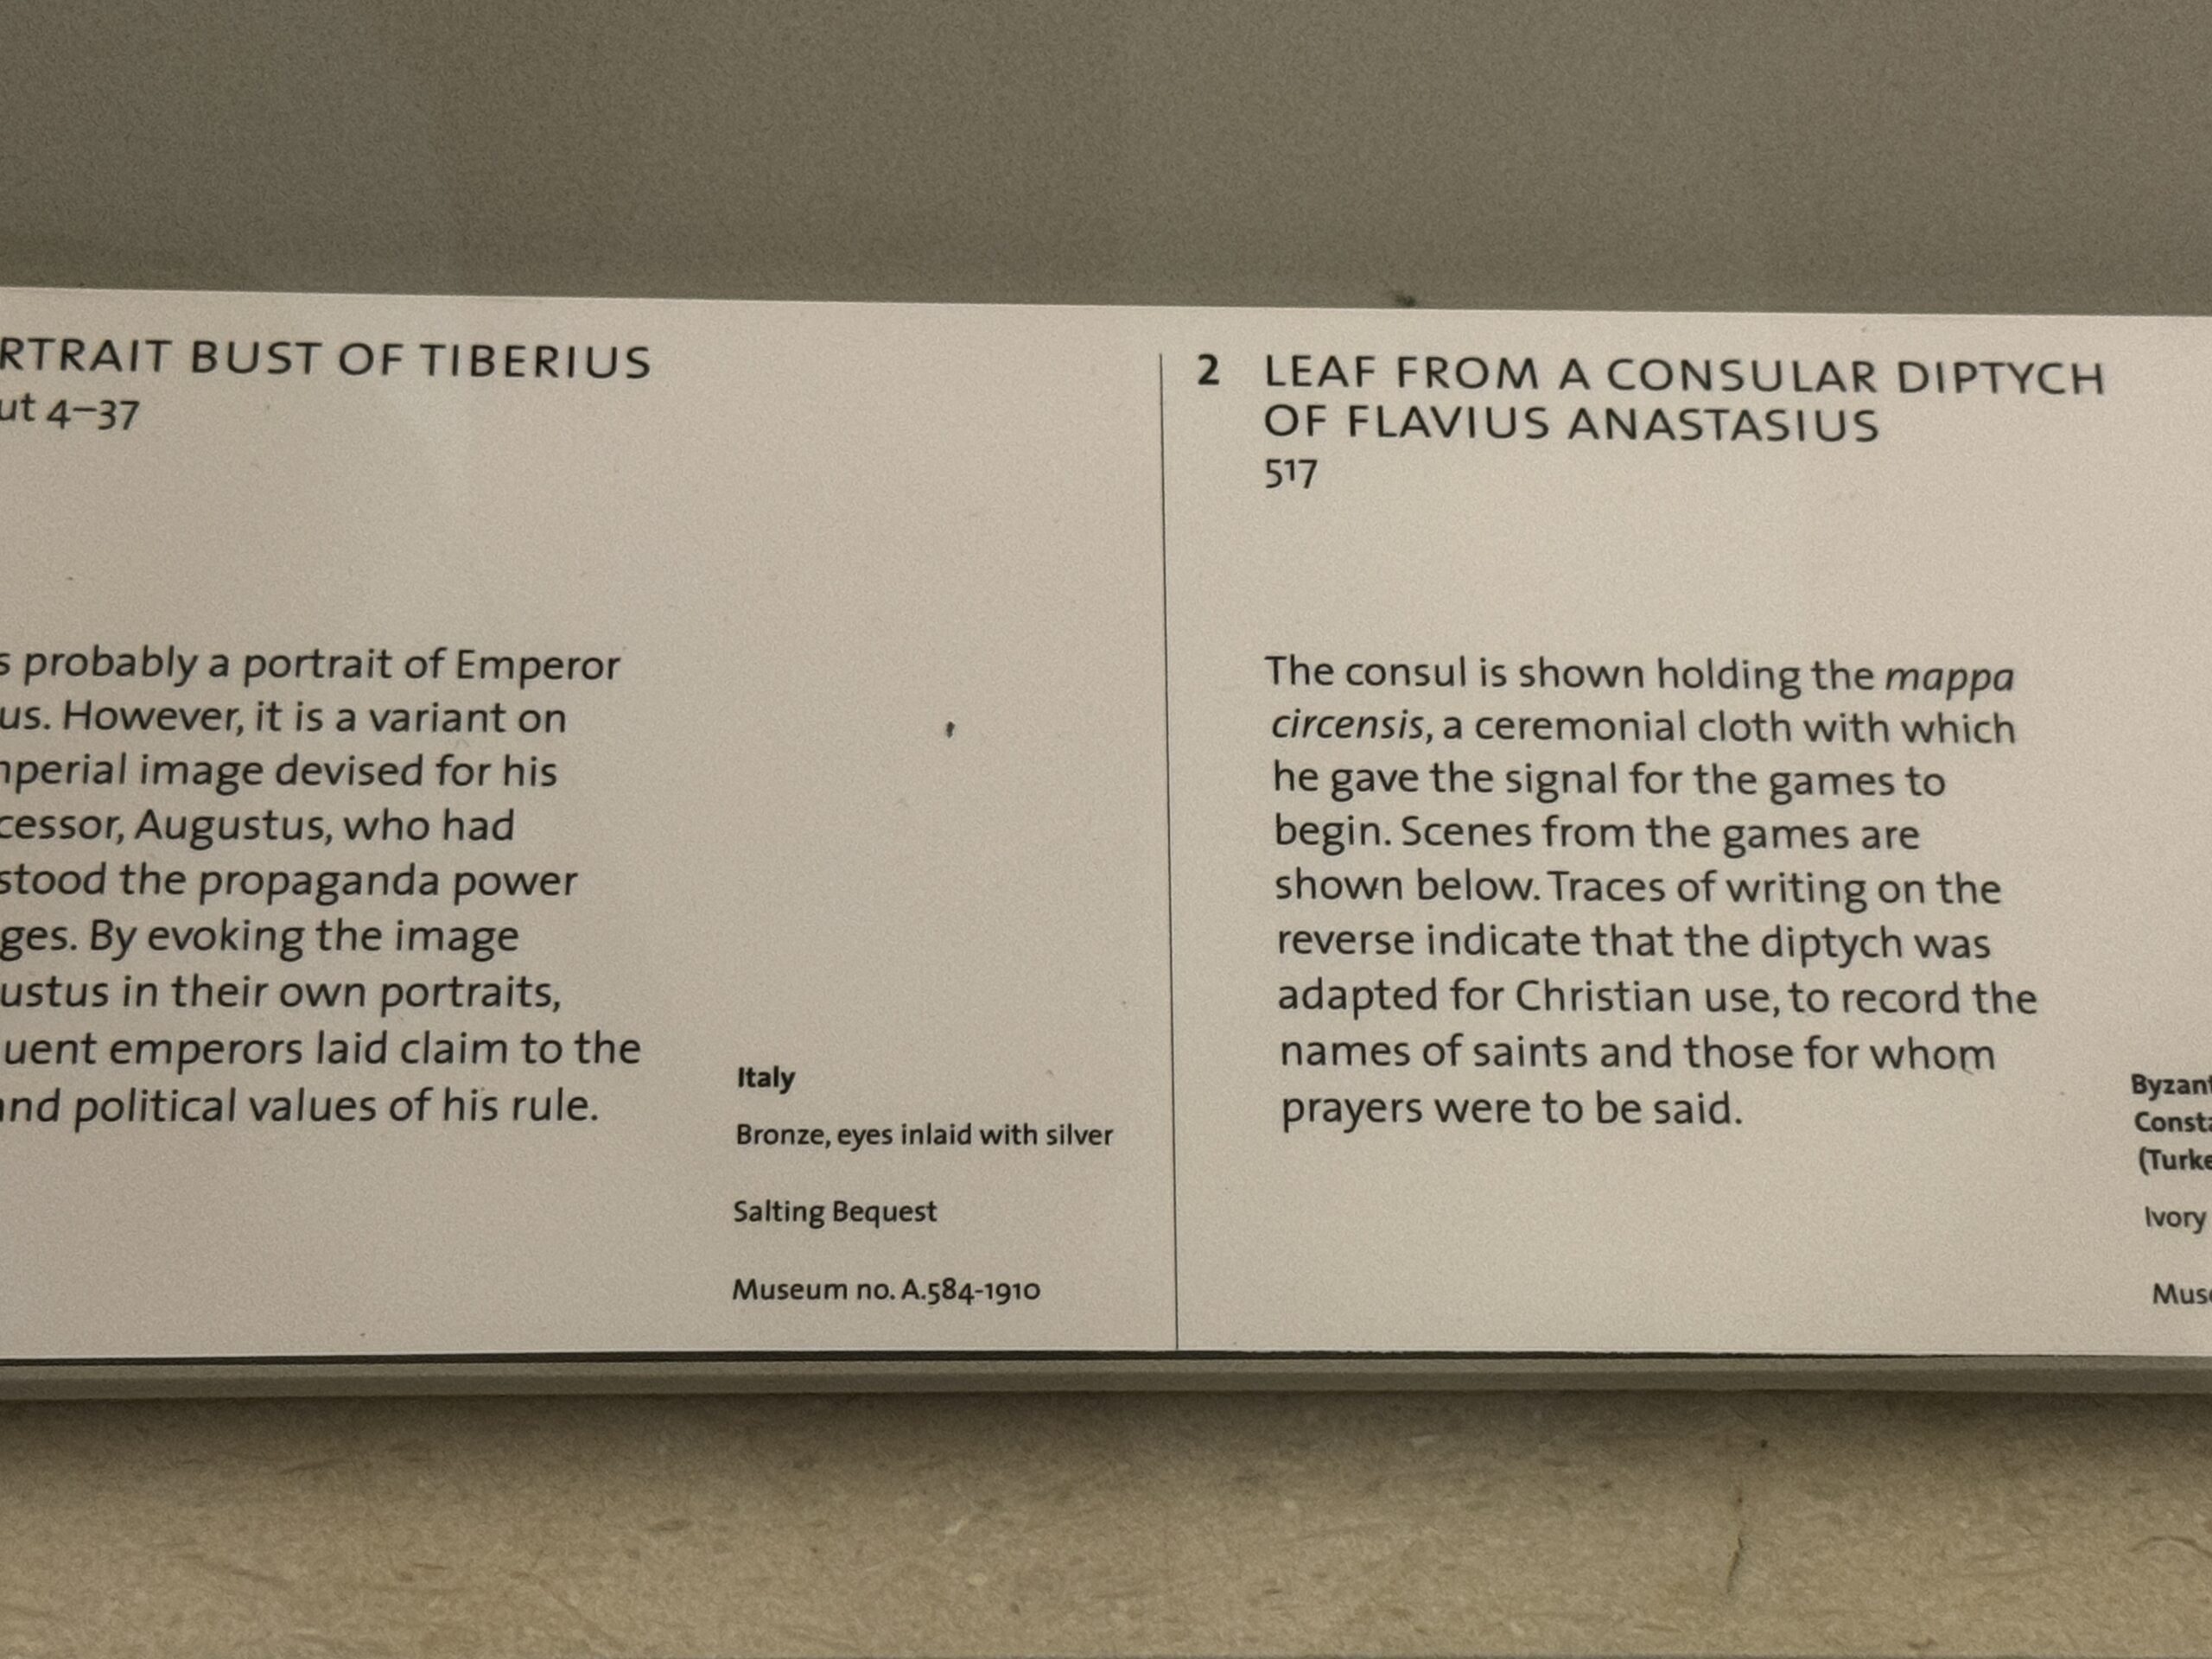 RTRAIT BUST OF TIBERIUS
ut 4–37
s probably a portrait of Emperor
us. However, it is a variant on
nperial image devised for his
cessor, Augustus, who had
stood the propaganda power
ges. By evoking the image
ustus in their own portraits,
uent emperors laid claim to the
and political values of his rule.
Italy
Bronze, eyes inlaid with silver
Salting Bequest
Museum no. A.584-1910
2 LEAF FROM A CONSULAR DIPTYCH
OF FLAVIUS ANASTASIUS
517
The consul is shown holding the mappa
circensis, a ceremonial cloth with which
he gave the signal for the games to
begin. Scenes from the games are
shown below. Traces of writing on the
reverse indicate that the diptych was
adapted for Christian use, to record the
names of saints and those for whom
prayers were to be said.
Byzant
Consta
(Turke
Ivory
Muse